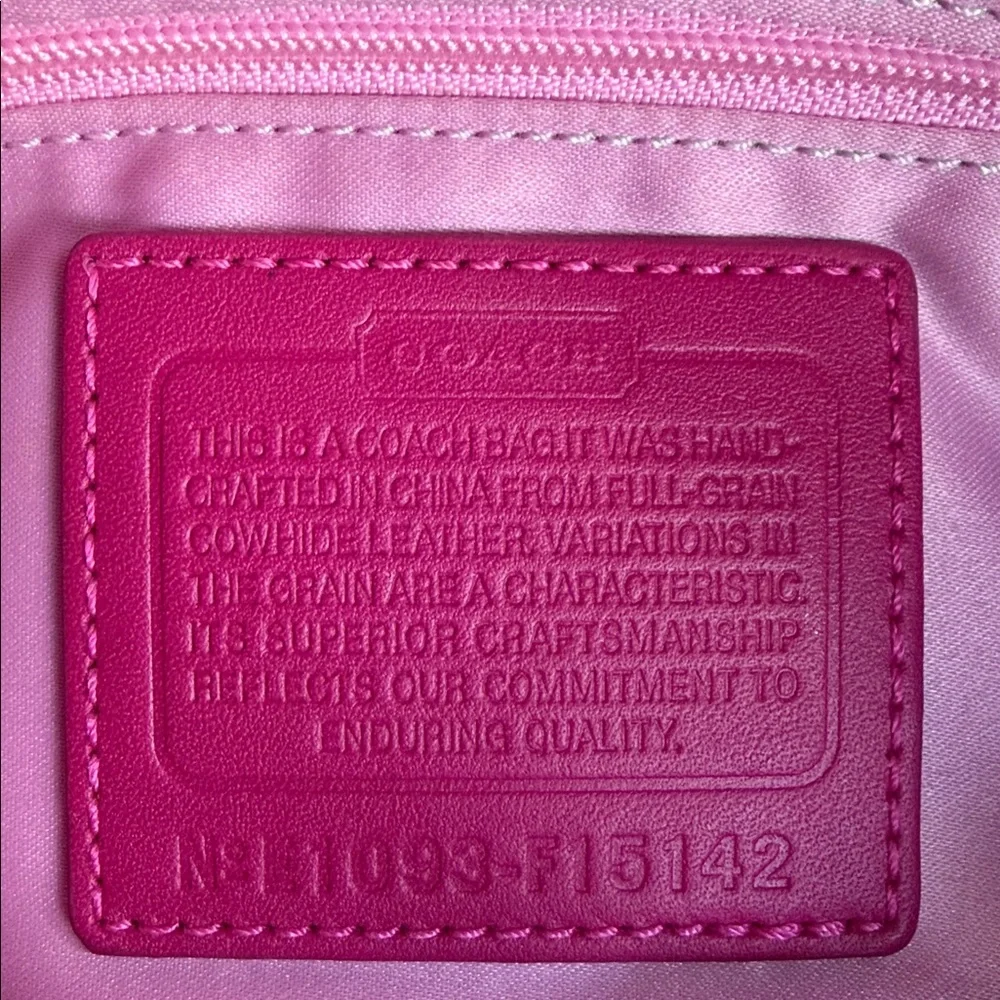 COACH
THIS IS A COACH BAG.IT WAS HAND-
CRAFTED IN CHINA FROM FULL-GRAIN
COWHIDE LEATHER. VARIATIONS IN
THE GRAIN ARE A CHARACTERISTIC.
ITS SUPERIOR CRAFTSMANSHIP
REFLECTS OUR COMMITMENT TO
ENDURING QUALITY.
Nº L1093-F15142